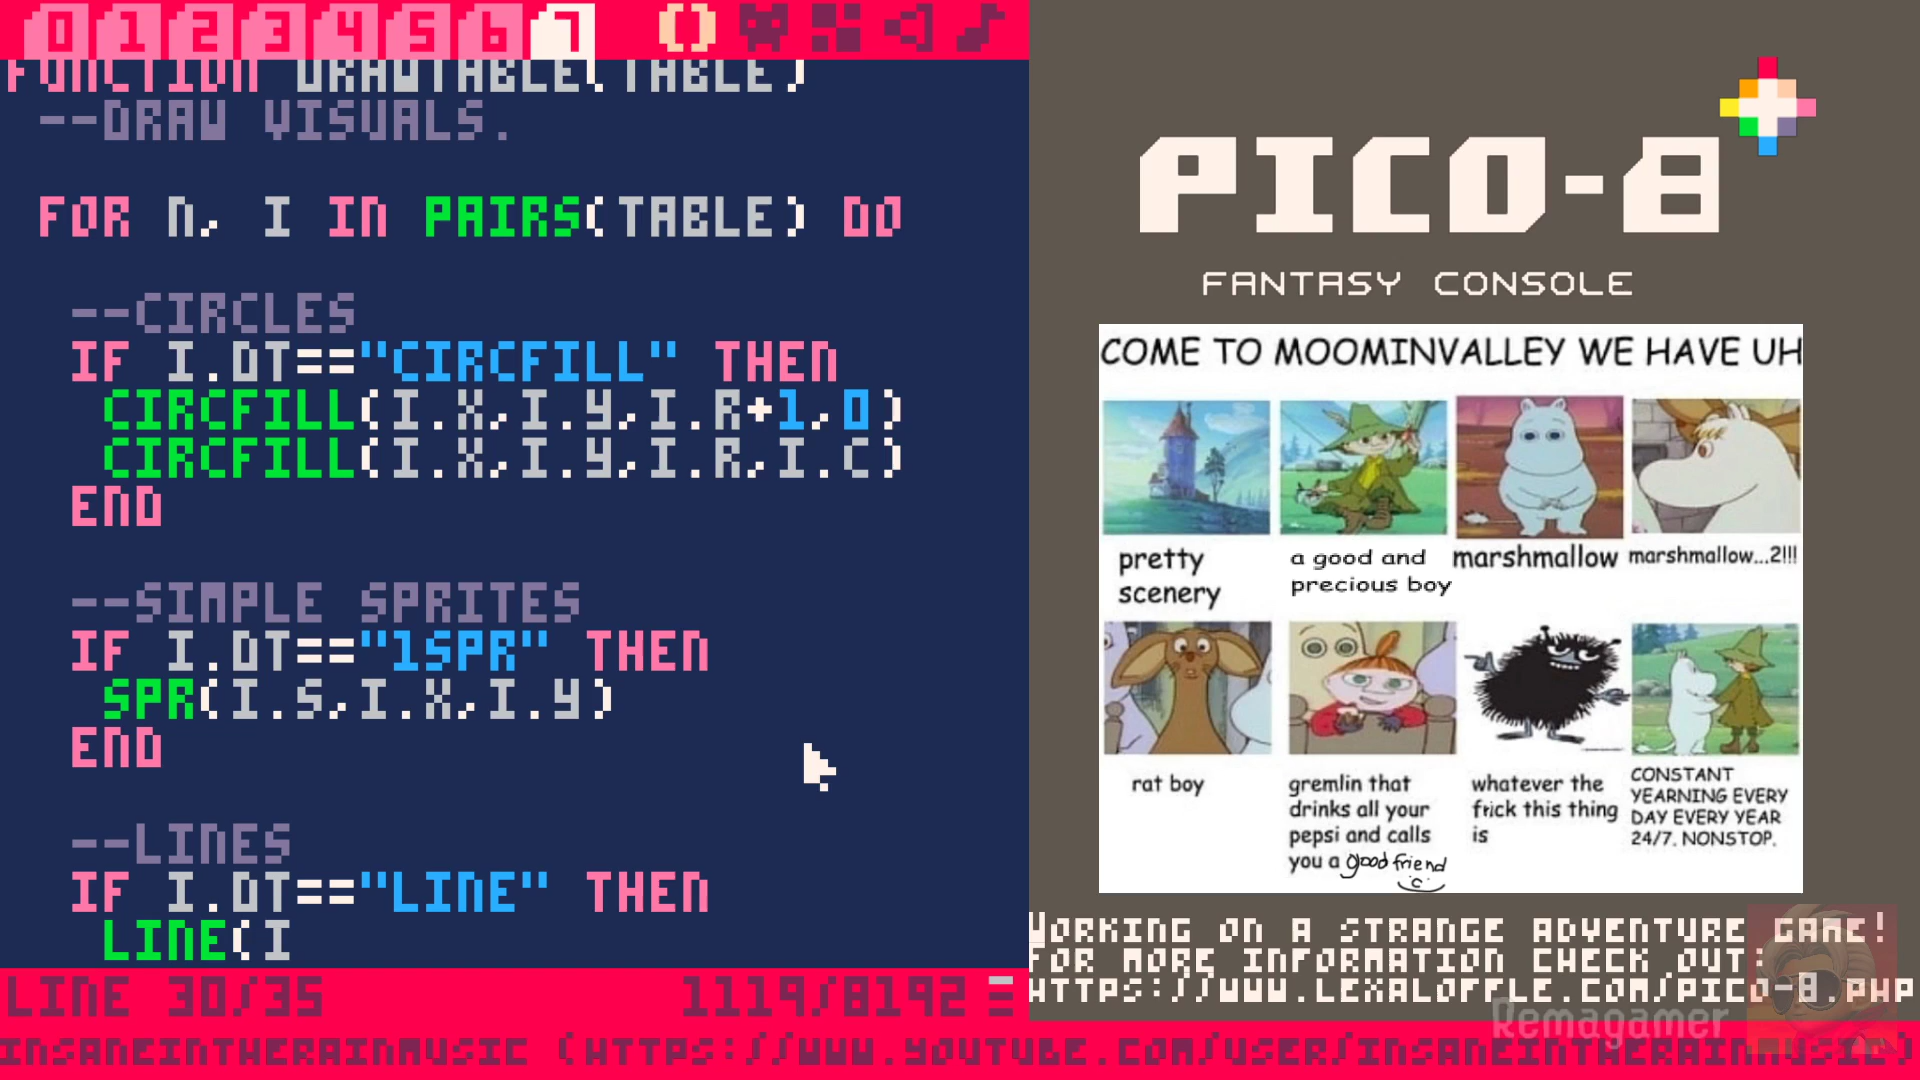 0 1 2 3 4 5 6 7 ()
FUNCTION DRAWTABLE(TABLE)
--DRAW VISUALS.
FOR N, I IN PAIRS(TABLE) DO
--CIRCLES
IF I.DT=="CIRCFILL" THEN
CIRCFILL(I.X,I.Y,I.R+1,0)
CIRCFILL(I.X,I.Y,I.R,I.C)
END
--SIMPLE SPRITES
IF I.DT=="1SPR" THEN
SPR(I.S,I.X,I.Y)
END
--LINES
IF I.DT=="LINE" THEN
LINE(I
LINE 30/35
1119/8192
PICO-8
FANTASY CONSOLE
COME TO MOOMINVALLEY WE HAVE UH
pretty
scenery
a good and
precious boy
marshmallow
marshmallow...2!!!
rat boy
gremlin that
drinks all your
pepsi and calls
you a good friend
whatever the
frick this thing
is
CONSTANT
YEARNING EVERY
DAY EVERY YEAR
24/7. NONSTOP.
WORKING ON A STRANGE ADVENTURE GAME!
FOR MORE INFORMATION CHECK OUT:
HTTPS://WWW.LEXALOFFLE.COM/PICO-8.PHP
Remagamer
INSANEINTHERAINMUSIC (HTTPS://WWW.YOUTUBE.COM/USER/INSANEINTHERAINMUSIC)